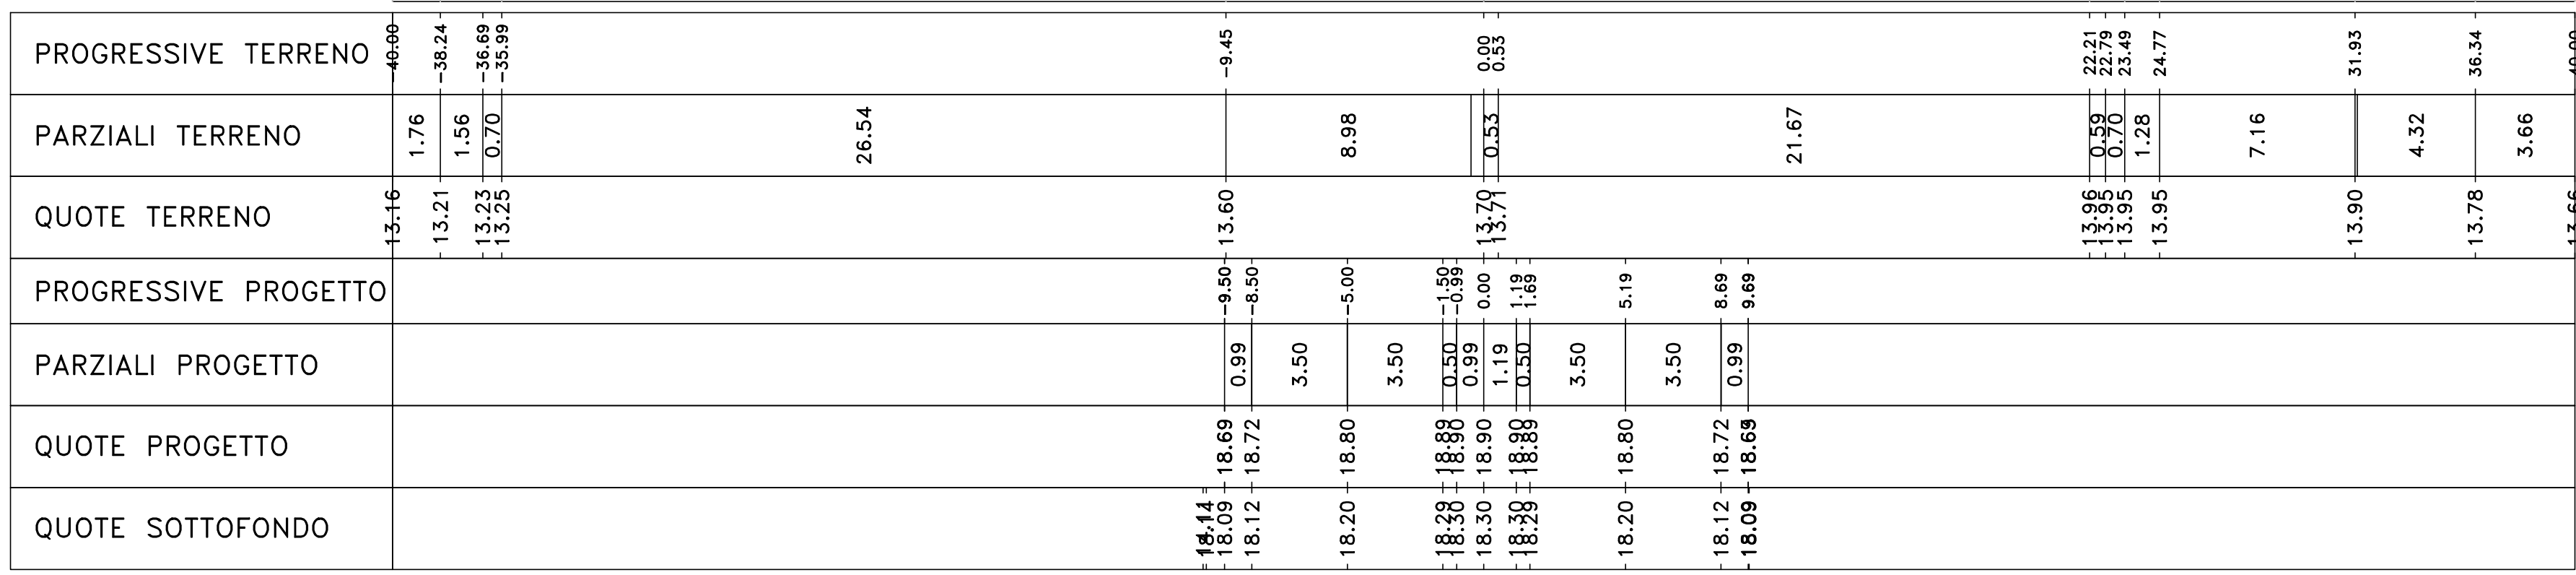 PROGRESSIVE TERRENO -40.00 -38.24 -36.69 -35.99 -9.45 0.00 0.53 22.21 22.79 23.49 24.77 31.93 36.34
PARZIALI TERRENO 1.76 1.56 0.70 26.54 8.98 0.53 21.67 0.59 0.70 1.28 7.16 4.32 3.66
QUOTE TERRENO 13.16 13.21 13.23 13.25 13.60 13.70 13.71 13.96 13.95 13.95 13.95 13.90 13.78 13.66
PROGRESSIVE PROGETTO -9.50 -8.50 -5.00 -1.50 -0.99 0.00 1.19 1.69 5.19 8.69 9.69
PARZIALI PROGETTO 0.99 3.50 3.50 0.50 0.99 1.19 0.50 3.50 3.50 0.99
QUOTE PROGETTO 18.69 18.72 18.80 18.89 18.90 18.90 18.90 18.89 18.80 18.72
QUOTE SOTTOFONDO 18.09 18.12 18.20 18.29 18.30 18.30 18.30 18.29 18.20 18.12 18.09